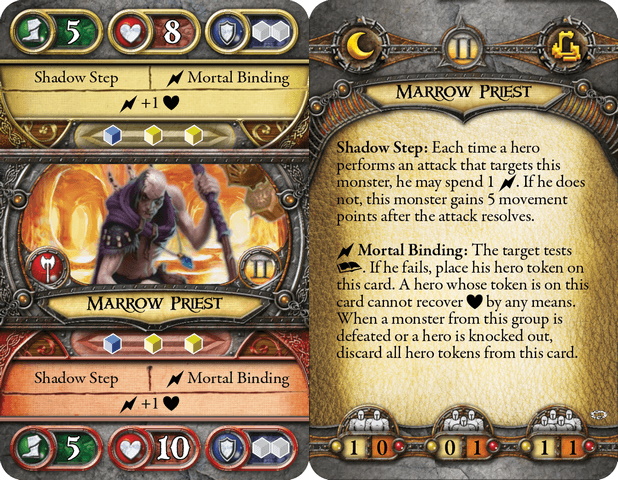 5 8
Shadow Step Mortal Binding
+1
II
MARROW PRIEST
Shadow Step Mortal Binding
+1
5 10
II
MARROW PRIEST
Shadow Step: Each time a hero
performs an attack that targets this
monster, he may spend 1 . If he does
not, this monster gains 5 movement
points after the attack resolves.
Mortal Binding: The target tests
. If he fails, place his hero token on
this card. A hero whose token is on this
card cannot recover by any means.
When a monster from this group is
defeated or a hero is knocked out,
discard all hero tokens from this card.
1 0 0 1 1 1